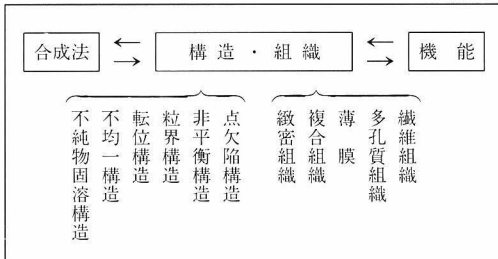 合成法
構造・組織
機能
不純物固溶構造
不均一構造
転位構造
粒界構造
非平衡構造
点欠陥構造
緻密組織
複合組織
薄膜
多孔質組織
繊維組織